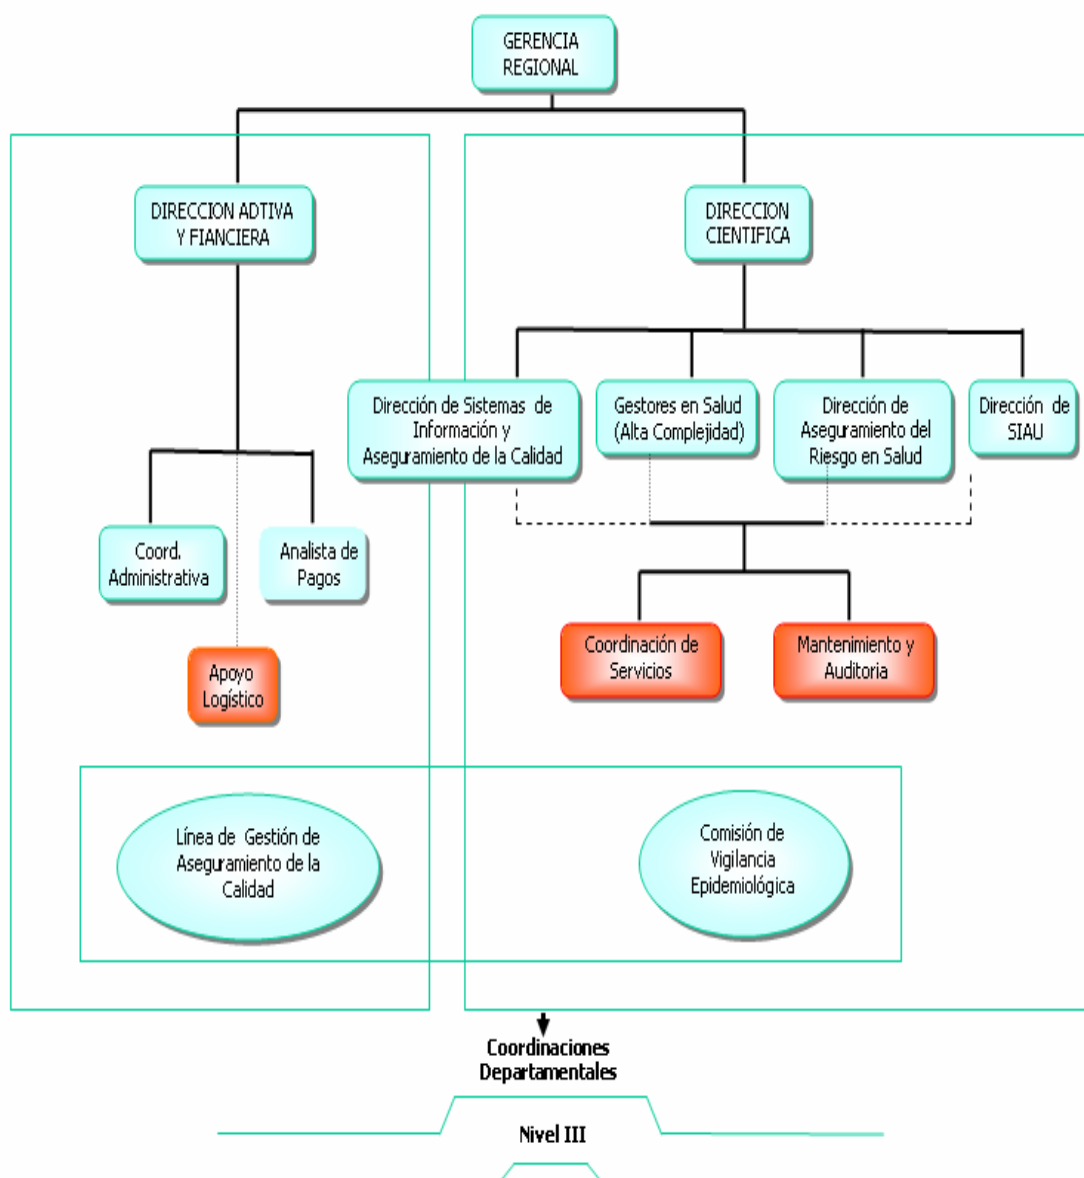 GERENCIA
REGIONAL
DIRECCION ADTIVA
Y FIANCIERA
DIRECCION
CIENTIFICA
Dirección de Sistemas de
Información y
Aseguramiento de la Calidad
Gestores en Salud
(Alta Complejidad)
Dirección de
Aseguramiento del
Riesgo en Salud
Dirección de
SIAU
Coord.
Administrativa
Analista de
Pagos
Apoyo
Logístico
Coordinación de
Servicios
Mantenimiento y
Auditoria
Línea de Gestión de
Aseguramiento de la
Calidad
Comisión de
Vigilancia
Epidemiológica
Coordinaciones
Departamentales
Nivel III